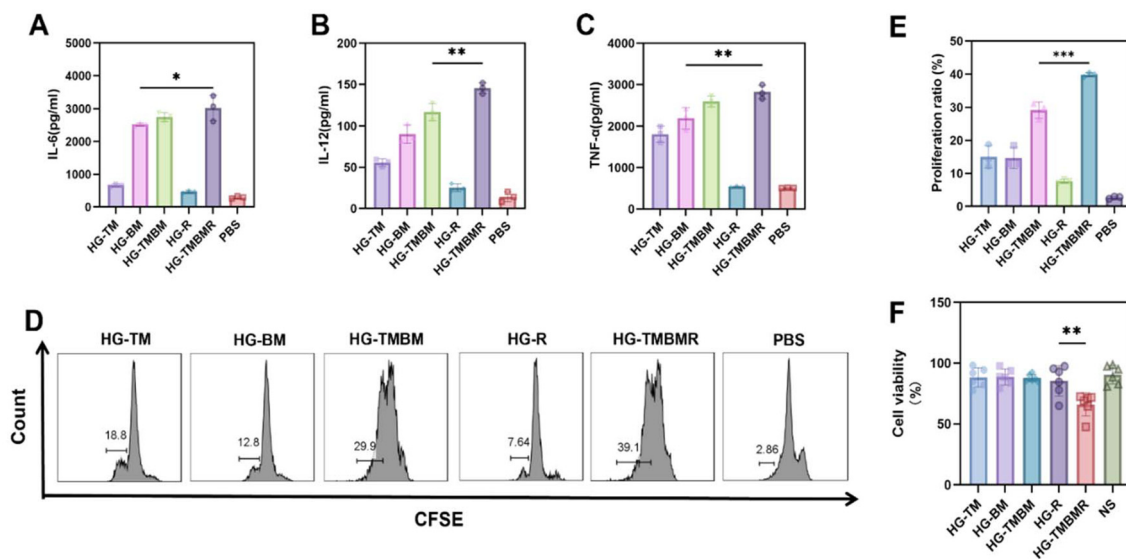 A
IL-6(pg/ml)
5000
4000
3000
2000
1000
0
*
HG-TM
HG-BM
HG-TMBM
HG-R
HG-TMBMR
PBS
B
IL-12(pg/ml)
200
150
100
50
0
**
HG-TM
HG-BM
HG-TMBM
HG-R
HG-TMBMR
PBS
C
TNF-α(pg/ml)
4000
3000
2000
1000
0
**
HG-TM
HG-BM
HG-TMBM
HG-R
HG-TMBMR
PBS
E
Proliferation ratio (%)
50
40
30
20
10
0
***
HG-TM
HG-BM
HG-TMBM
HG-R
HG-TMBMR
PBS
D
Count
HG-TM
18.8
HG-BM
12.8
HG-TMBM
29.9
HG-R
7.64
HG-TMBMR
39.1
PBS
2.86
CFSE
F
Cell viability
(%)
150
100
50
0
**
HG-TM
HG-BM
HG-TMBM
HG-R
HG-TMBMR
NS